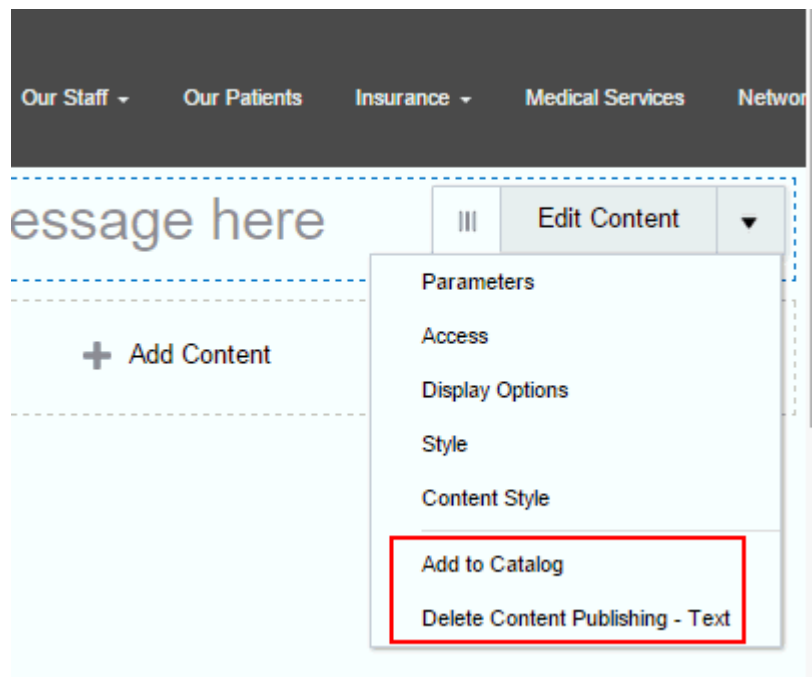 Our Staff Our Patients Insurance Medical Services Networ
essage here Edit Content
Parameters
Add Content
Access
Display Options
Style
Content Style
Add to Catalog
Delete Content Publishing - Text